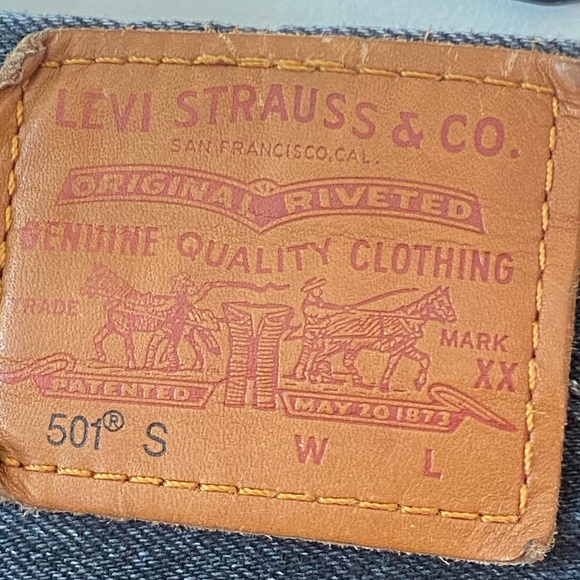 LEVI STRAUSS & CO.
SAN FRANCISCO, CAL.
ORIGINAL RIVETED
GENUINE QUALITY CLOTHING
TRADE MARK
XX
PATENTED MAY 20 1873
501® S W L